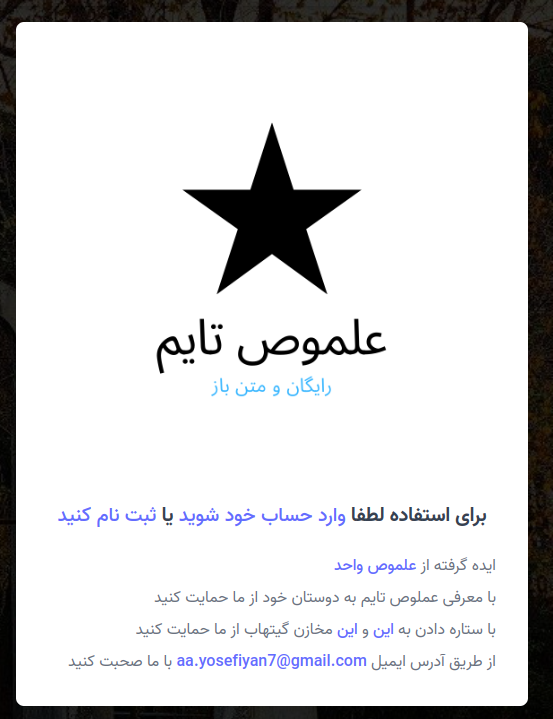 علموص تایم
رایگان و متن باز
برای استفاده لطفا وارد حساب خود شوید یا ثبت نام کنید
ایده گرفته از علموص واحد
با معرفی عملوص تایم به دوستان خود از ما حمایت کنید
با ستاره دادن به این و این مخازن گیتهاب از ما حمایت کنید
از طریق آدرس ایمیل aa.yosefiyan7@gmail.com با ما صحبت کنید